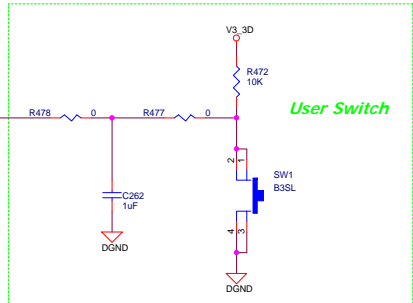 V3_3D
R472
10K
User Switch
R478 0 R477 0
2 1
SW1
B3SL
C262
1uF
4 3
DGND
DGND